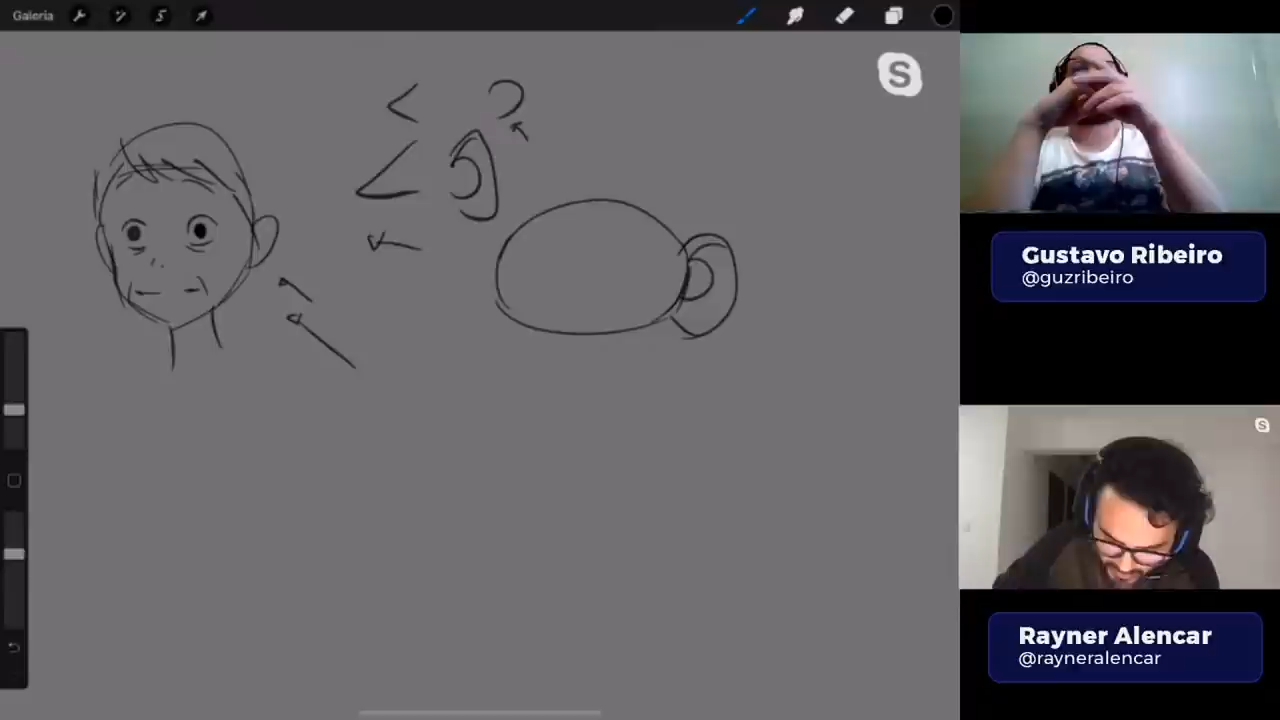 Galeria
S
Gustavo Ribeiro
@guzribeiro
S
Rayner Alencar
@rayneralencar